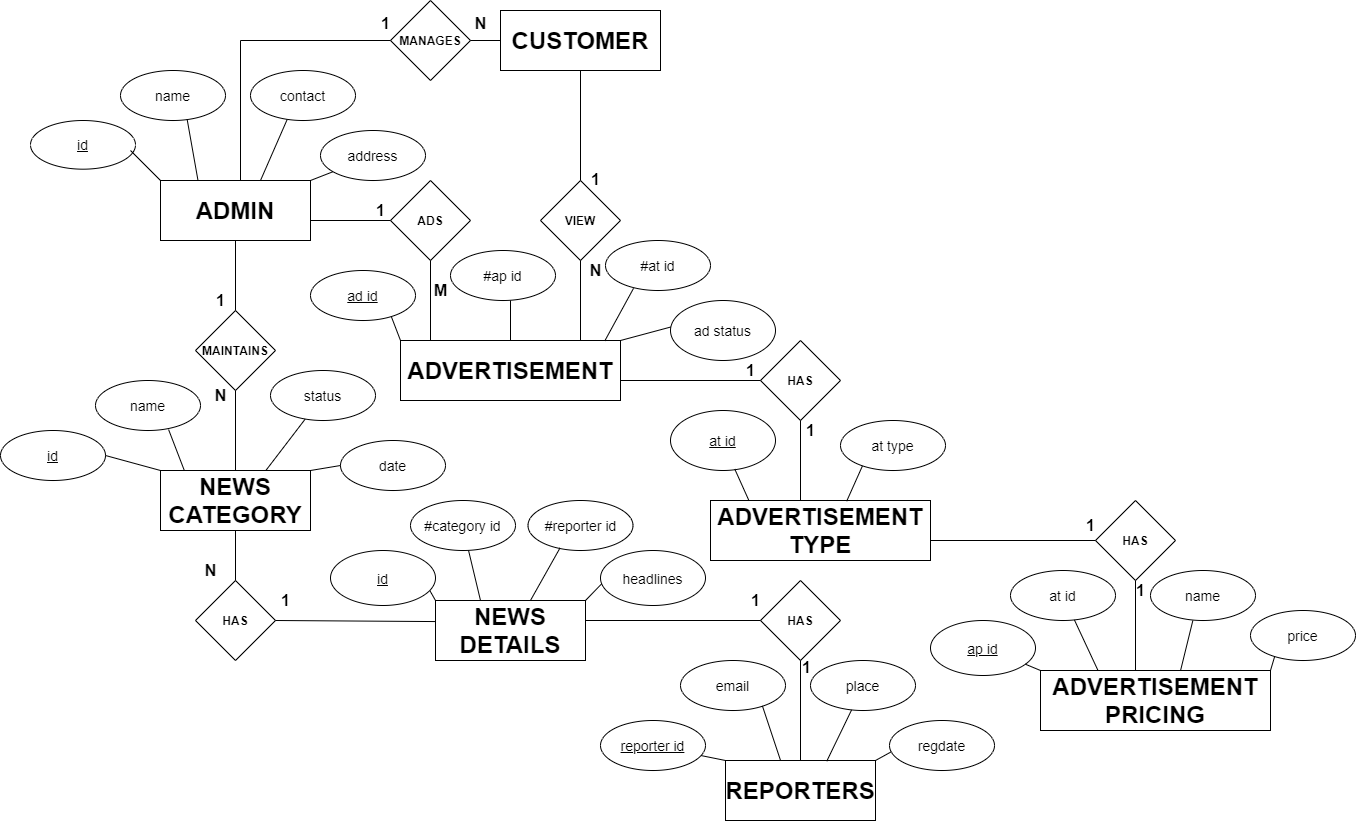 1
MANAGES
N
CUSTOMER
name
contact
id
address
ADMIN
1
ADS
M
1
VIEW
N
#ap id
#at id
ad id
ad status
ADVERTISEMENT
1
HAS
1
1
MAINTAINS
N
name
status
id
date
NEWS
CATEGORY
at id
at type
ADVERTISEMENT
TYPE
1
HAS
1
#category id
#reporter id
id
headlines
NEWS
DETAILS
N
HAS
1
1
HAS
1
at id
name
ap id
price
ADVERTISEMENT
PRICING
email
place
reporter id
regdate
REPORTERS